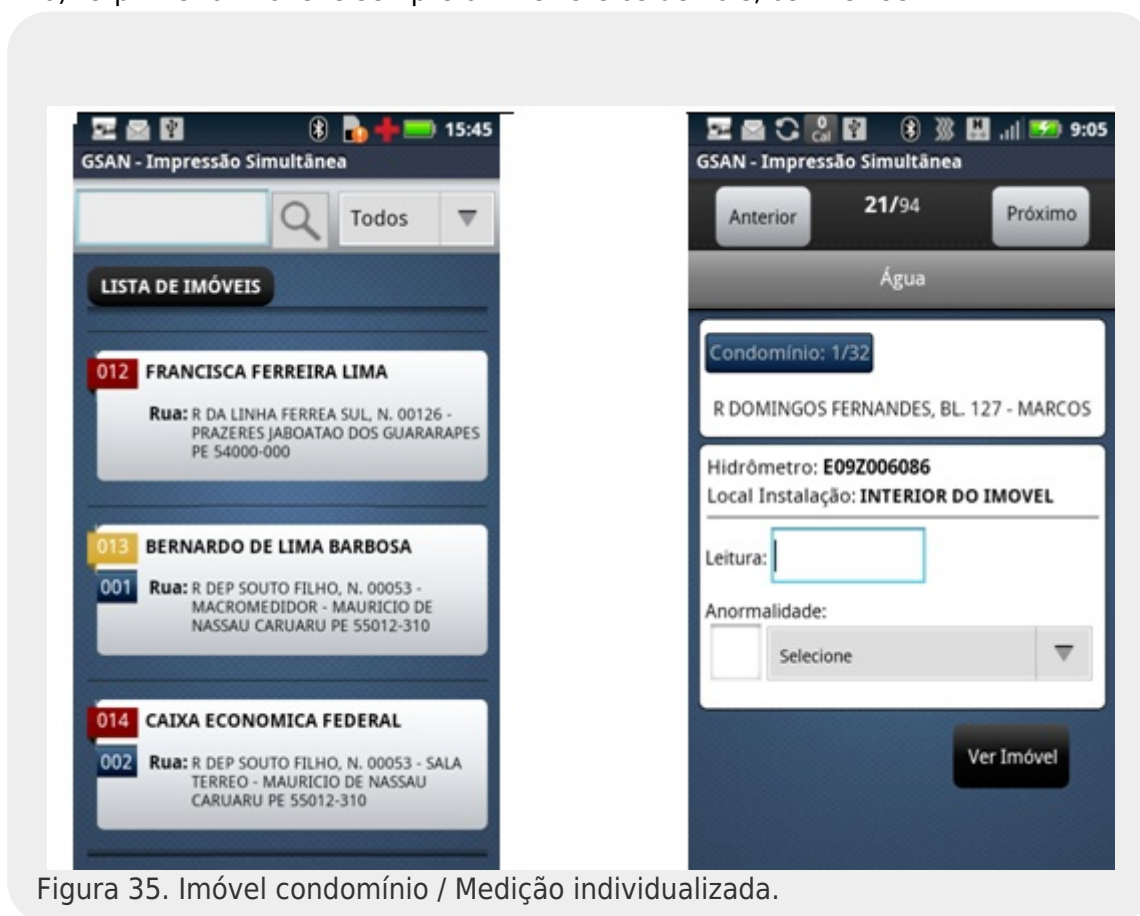 15:45
GSAN - Impressão Simultânea
Todos
LISTA DE IMÓVEIS
012 FRANCISCA FERREIRA LIMA
Rua: R DA LINHA FERREA SUL, N. 00126 -
PRAZERES JABOATAO DOS GUARARAPES
PE 54000-000
013 BERNARDO DE LIMA BARBOSA
001 Rua: R DEP SOUTO FILHO, N. 00053 -
MACROMEDIDOR - MAURICIO DE
NASSAU CARUARU PE 55012-310
014 CAIXA ECONOMICA FEDERAL
002 Rua: R DEP SOUTO FILHO, N. 00053 - SALA
TERREO - MAURICIO DE NASSAU
CARUARU PE 55012-310
0
Cal
H
9:05
GSAN - Impressão Simultânea
Anterior 21/94 Próximo
Água
Condomínio: 1/32
R DOMINGOS FERNANDES, BL. 127 - MARCOS
Hidrômetro: E09Z006086
Local Instalação: INTERIOR DO IMOVEL
Leitura:
Anormalidade:
Selecione
Ver Imóvel
Figura 35. Imóvel condomínio / Medição individualizada.